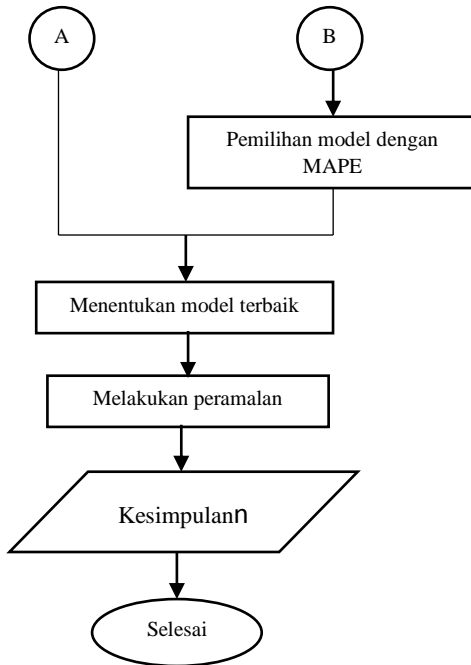 A
B
Pemilihan model dengan
MAPE
Menentukan model terbaik
Melakukan peramalan
Kesimpulann
Selesai